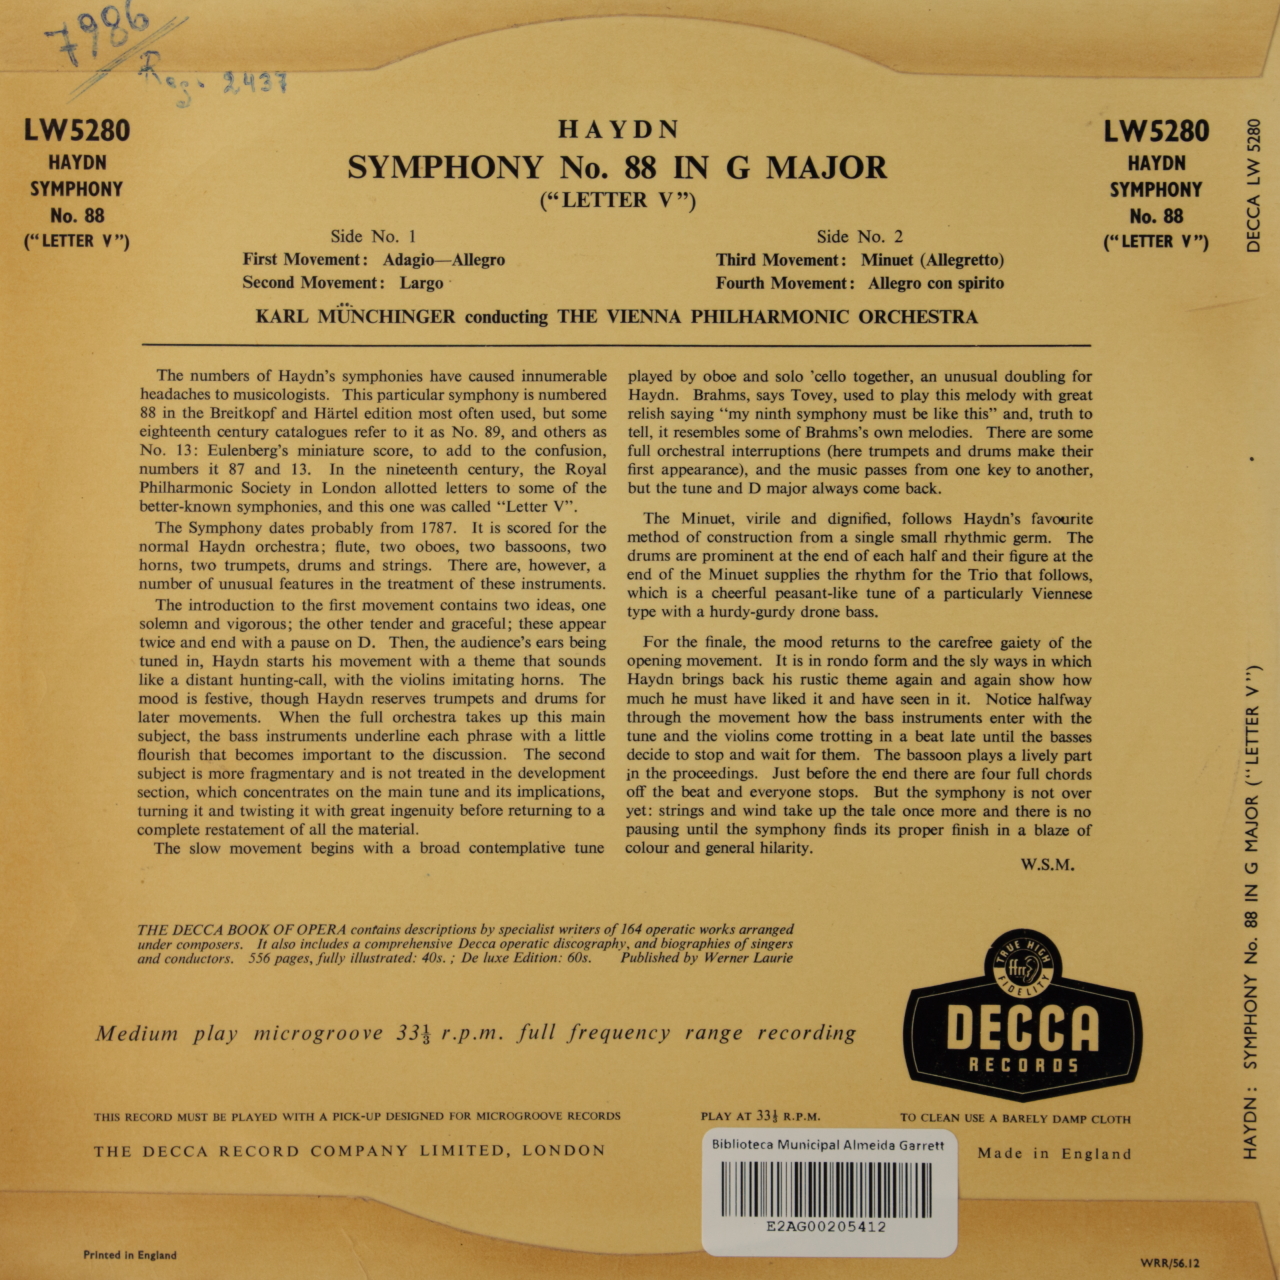 7986
Reg. 2437
LW5280
HAYDN
SYMPHONY
No. 88
("LETTER V")
HAYDN
SYMPHONY No. 88 IN G MAJOR
("LETTER V")
LW5280
HAYDN
SYMPHONY
No. 88
("LETTER V")
DECCA LW 5280
Side No. 1
First Movement: Adagio—Allegro
Second Movement: Largo
Side No. 2
Third Movement: Minuet (Allegretto)
Fourth Movement: Allegro con spirito
KARL MÜNCHINGER conducting THE VIENNA PHILHARMONIC ORCHESTRA
The numbers of Haydn's symphonies have caused innumerable
headaches to musicologists. This particular symphony is numbered
88 in the Breitkopf and Härtel edition most often used, but some
eighteenth century catalogues refer to it as No. 89, and others as
No. 13: Eulenberg's miniature score, to add to the confusion,
numbers it 87 and 13. In the nineteenth century, the Royal
Philharmonic Society in London allotted letters to some of the
better-known symphonies, and this one was called "Letter V".
The Symphony dates probably from 1787. It is scored for the
normal Haydn orchestra; flute, two oboes, two bassoons, two
horns, two trumpets, drums and strings. There are, however, a
number of unusual features in the treatment of these instruments.
The introduction to the first movement contains two ideas, one
solemn and vigorous; the other tender and graceful; these appear
twice and end with a pause on D. Then, the audience's ears being
tuned in, Haydn starts his movement with a theme that sounds
like a distant hunting-call, with the violins imitating horns. The
mood is festive, though Haydn reserves trumpets and drums for
later movements. When the full orchestra takes up this main
subject, the bass instruments underline each phrase with a little
flourish that becomes important to the discussion. The second
subject is more fragmentary and is not treated in the development
section, which concentrates on the main tune and its implications,
turning it and twisting it with great ingenuity before returning to a
complete restatement of all the material.
The slow movement begins with a broad contemplative tune
played by oboe and solo 'cello together, an unusual doubling for
Haydn. Brahms, says Tovey, used to play this melody with great
relish saying "my ninth symphony must be like this" and, truth to
tell, it resembles some of Brahms's own melodies. There are some
full orchestral interruptions (here trumpets and drums make their
first appearance), and the music passes from one key to another,
but the tune and D major always come back.
The Minuet, virile and dignified, follows Haydn's favourite
method of construction from a single small rhythmic germ. The
drums are prominent at the end of each half and their figure at the
end of the Minuet supplies the rhythm for the Trio that follows,
which is a cheerful peasant-like tune of a particularly Viennese
type with a hurdy-gurdy drone bass.
For the finale, the mood returns to the carefree gaiety of the
opening movement. It is in rondo form and the sly ways in which
Haydn brings back his rustic theme again and again show how
much he must have liked it and have seen in it. Notice halfway
through the movement how the bass instruments enter with the
tune and the violins come trotting in a beat late until the basses
decide to stop and wait for them. The bassoon plays a lively part
in the proceedings. Just before the end there are four full chords
off the beat and everyone stops. But the symphony is not over
yet: strings and wind take up the tale once more and there is no
pausing until the symphony finds its proper finish in a blaze of
colour and general hilarity.
W.S.M.
HAYDN: SYMPHONY No. 88 IN G MAJOR ("LETTER V")
THE DECCA BOOK OF OPERA contains descriptions by specialist writers of 164 operatic works arranged
under composers. It also includes a comprehensive Decca operatic discography, and biographies of singers
and conductors. 556 pages, fully illustrated: 40s. ; De luxe Edition: 60s. Published by Werner Laurie
TRUE HIGH
ffrr
FIDELITY
DECCA
RECORDS
Medium play microgroove 33⅓ r.p.m. full frequency range recording
THIS RECORD MUST BE PLAYED WITH A PICK-UP DESIGNED FOR MICROGROOVE RECORDS
PLAY AT 33⅓ R.P.M.
TO CLEAN USE A BARELY DAMP CLOTH
THE DECCA RECORD COMPANY LIMITED, LONDON
Made in England
Biblioteca Municipal Almeida Garrett
E2AG00205412
Printed in England
WRR/56.12